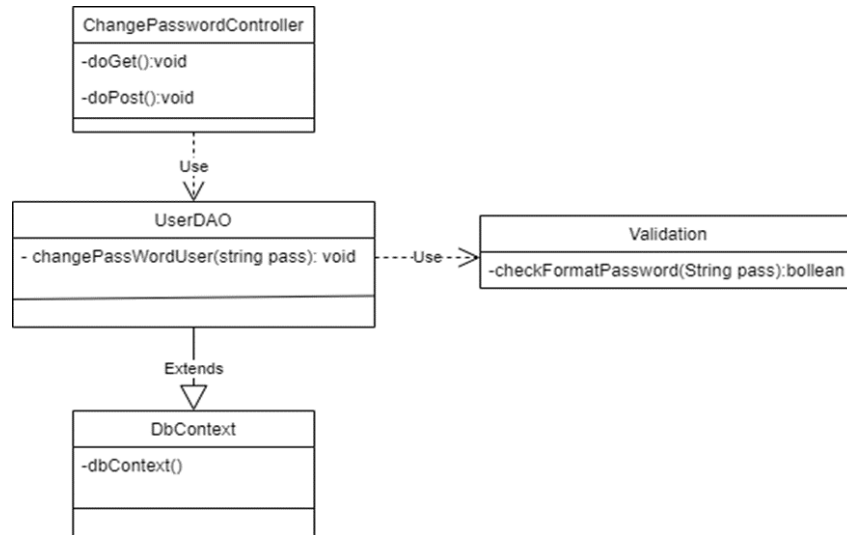 ChangePasswordController
-doGet():void
-doPost():void
Use
UserDAO
- changePassWordUser(string pass): void
Use
Validation
-checkFormatPassword(String pass):bollean
Extends
DbContext
-dbContext()